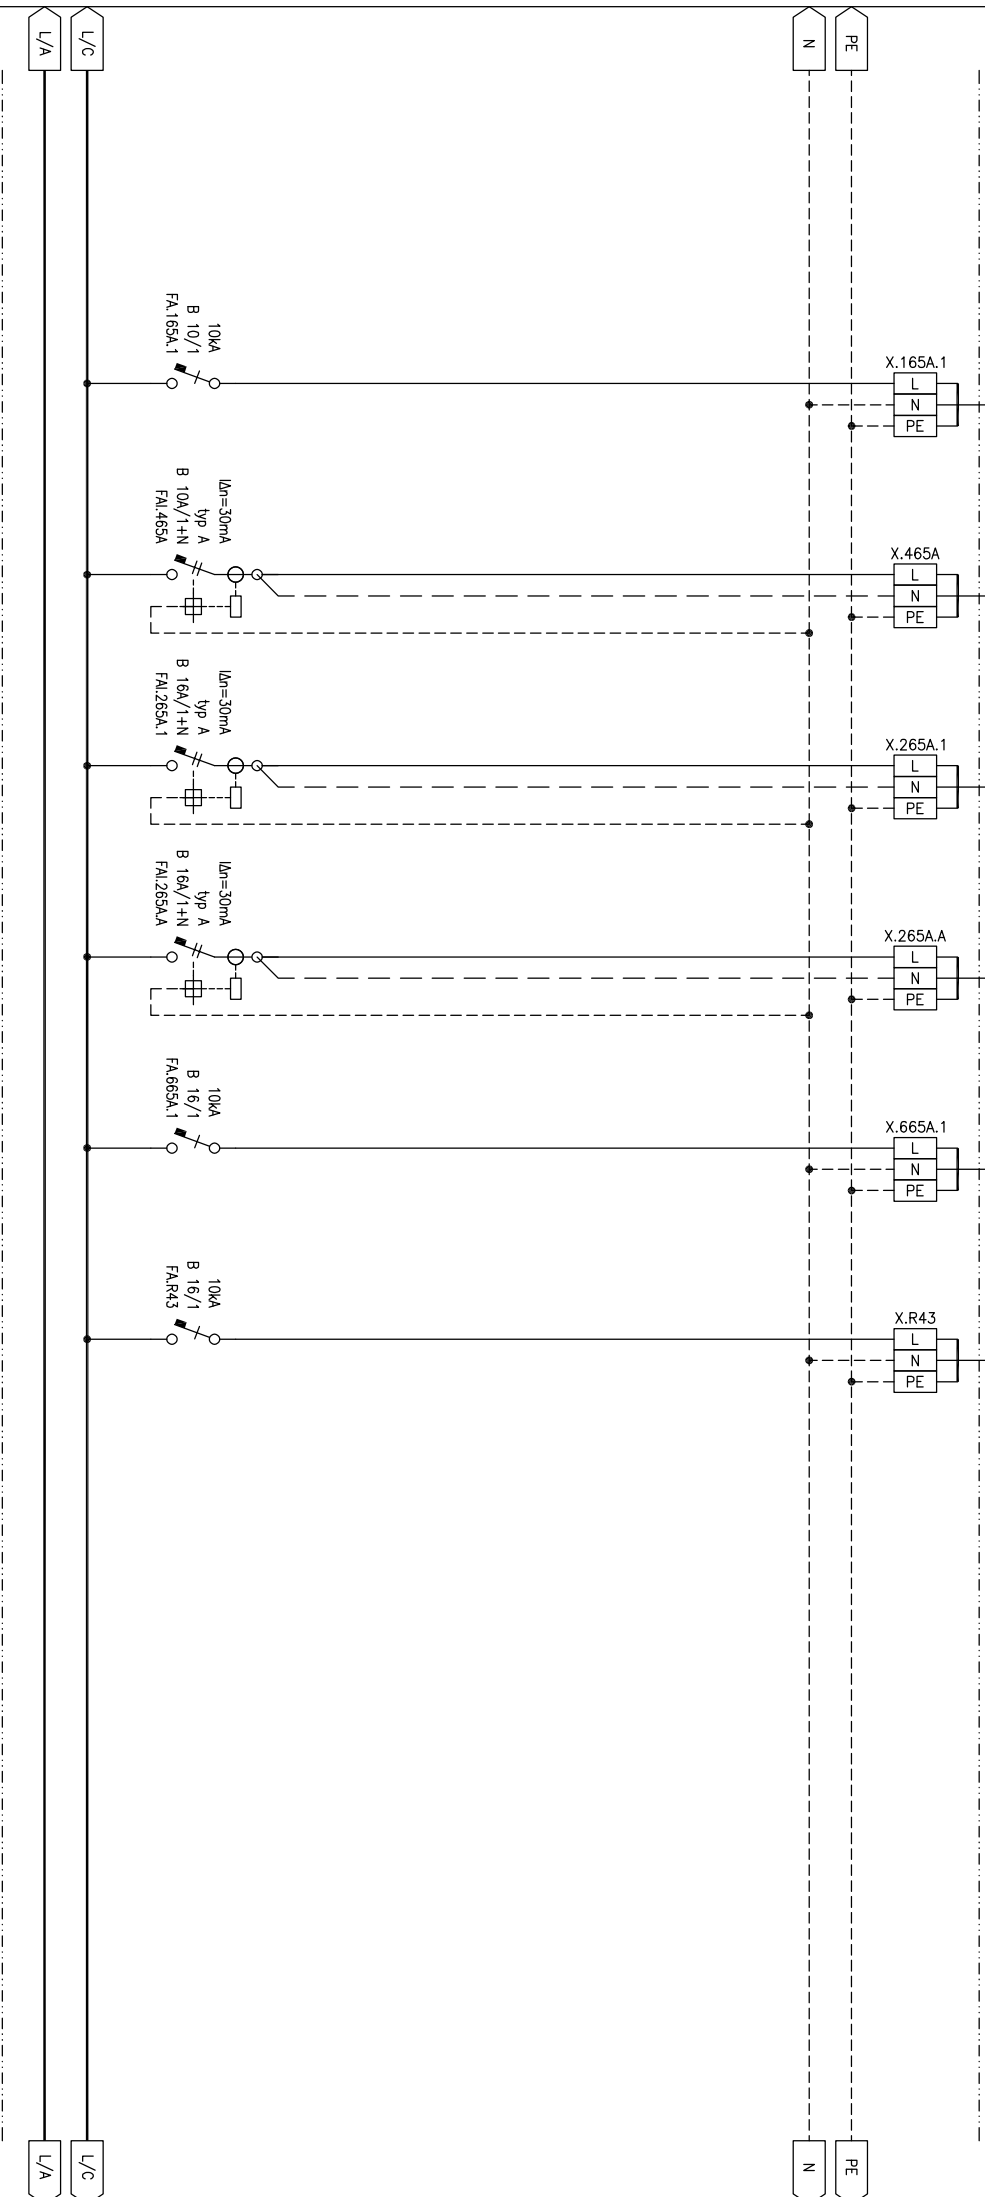 L/A
L/C
N
PE
10kA
B 10/1
FA.165A.1
X.165A.1
L
N
PE
IΔn=30mA
typ A
B 10A/1+N
FAI.465A
X.465A
L
N
PE
IΔn=30mA
typ A
B 16A/1+N
FAI.265A.1
X.265A.1
L
N
PE
IΔn=30mA
typ A
B 16A/1+N
FAI.265A.A
X.265A.A
L
N
PE
10kA
B 16/1
FA.665A.1
X.665A.1
L
N
PE
10kA
B 16/1
FA.R43
X.R43
L
N
PE
L/A
L/C
N
PE